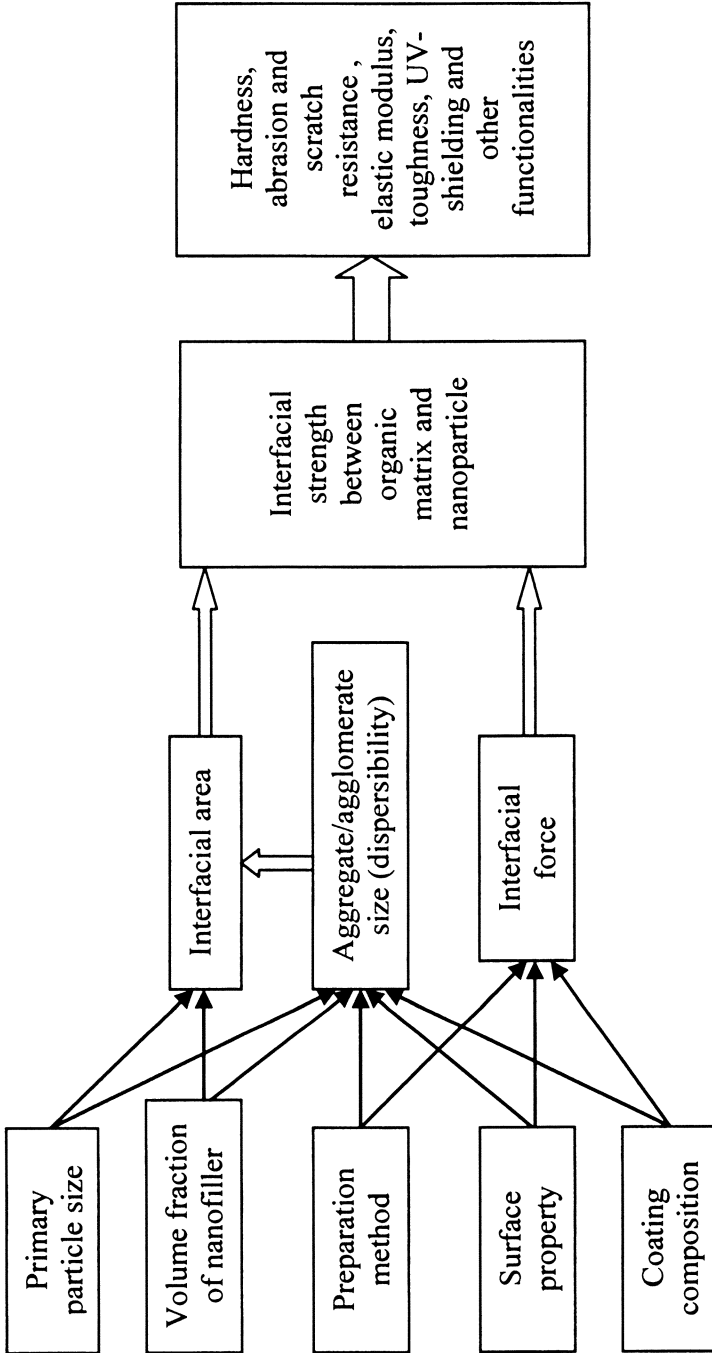 Primary
particle size
Volume fraction
of nanofiller
Preparation
method
Surface
property
Coating
composition
Interfacial area
Aggregate/agglomerate
size (dispersibility)
Interfacial
force
Interfacial
strength
between
organic
matrix and
nanoparticle
Hardness,
abrasion and
scratch
resistance ,
elastic modulus,
toughness, UV-
shielding and
other
functionalities